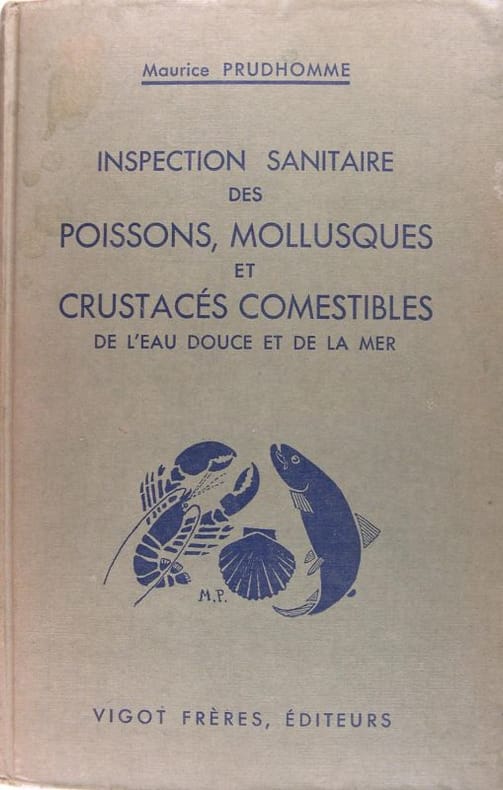 Maurice PRUDHOMME
INSPECTION SANITAIRE
DES
POISSONS, MOLLUSQUES
ET
CRUSTACÉS COMESTIBLES
DE L'EAU DOUCE ET DE LA MER
M.P.
VIGOT FRÈRES, ÉDITEURS